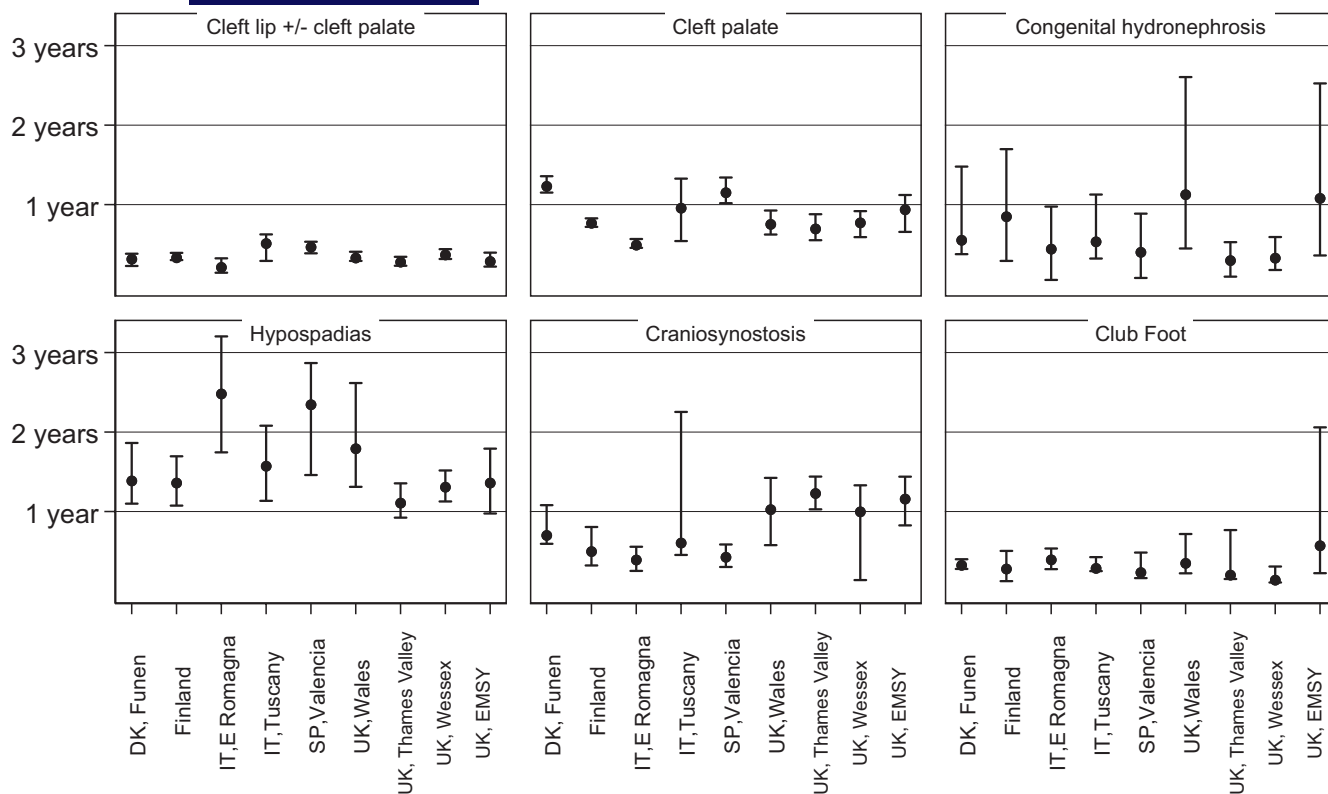 Cleft lip +/- cleft palate
Cleft palate
Congenital hydronephrosis
3 years
2 years
1 year
Hypospadias
Craniosynostosis
Club Foot
3 years
2 years
1 year
DK, Funen
Finland
IT,E Romagna
IT,Tuscany
SP,Valencia
UK,Wales
UK, Thames Valley
UK, Wessex
UK, EMSY
DK, Funen
Finland
IT,E Romagna
IT,Tuscany
SP,Valencia
UK,Wales
UK, Thames Valley
UK, Wessex
UK, EMSY
DK, Funen
Finland
IT,E Romagna
IT,Tuscany
SP,Valencia
UK,Wales
UK, Thames Valley
UK, Wessex
UK, EMSY